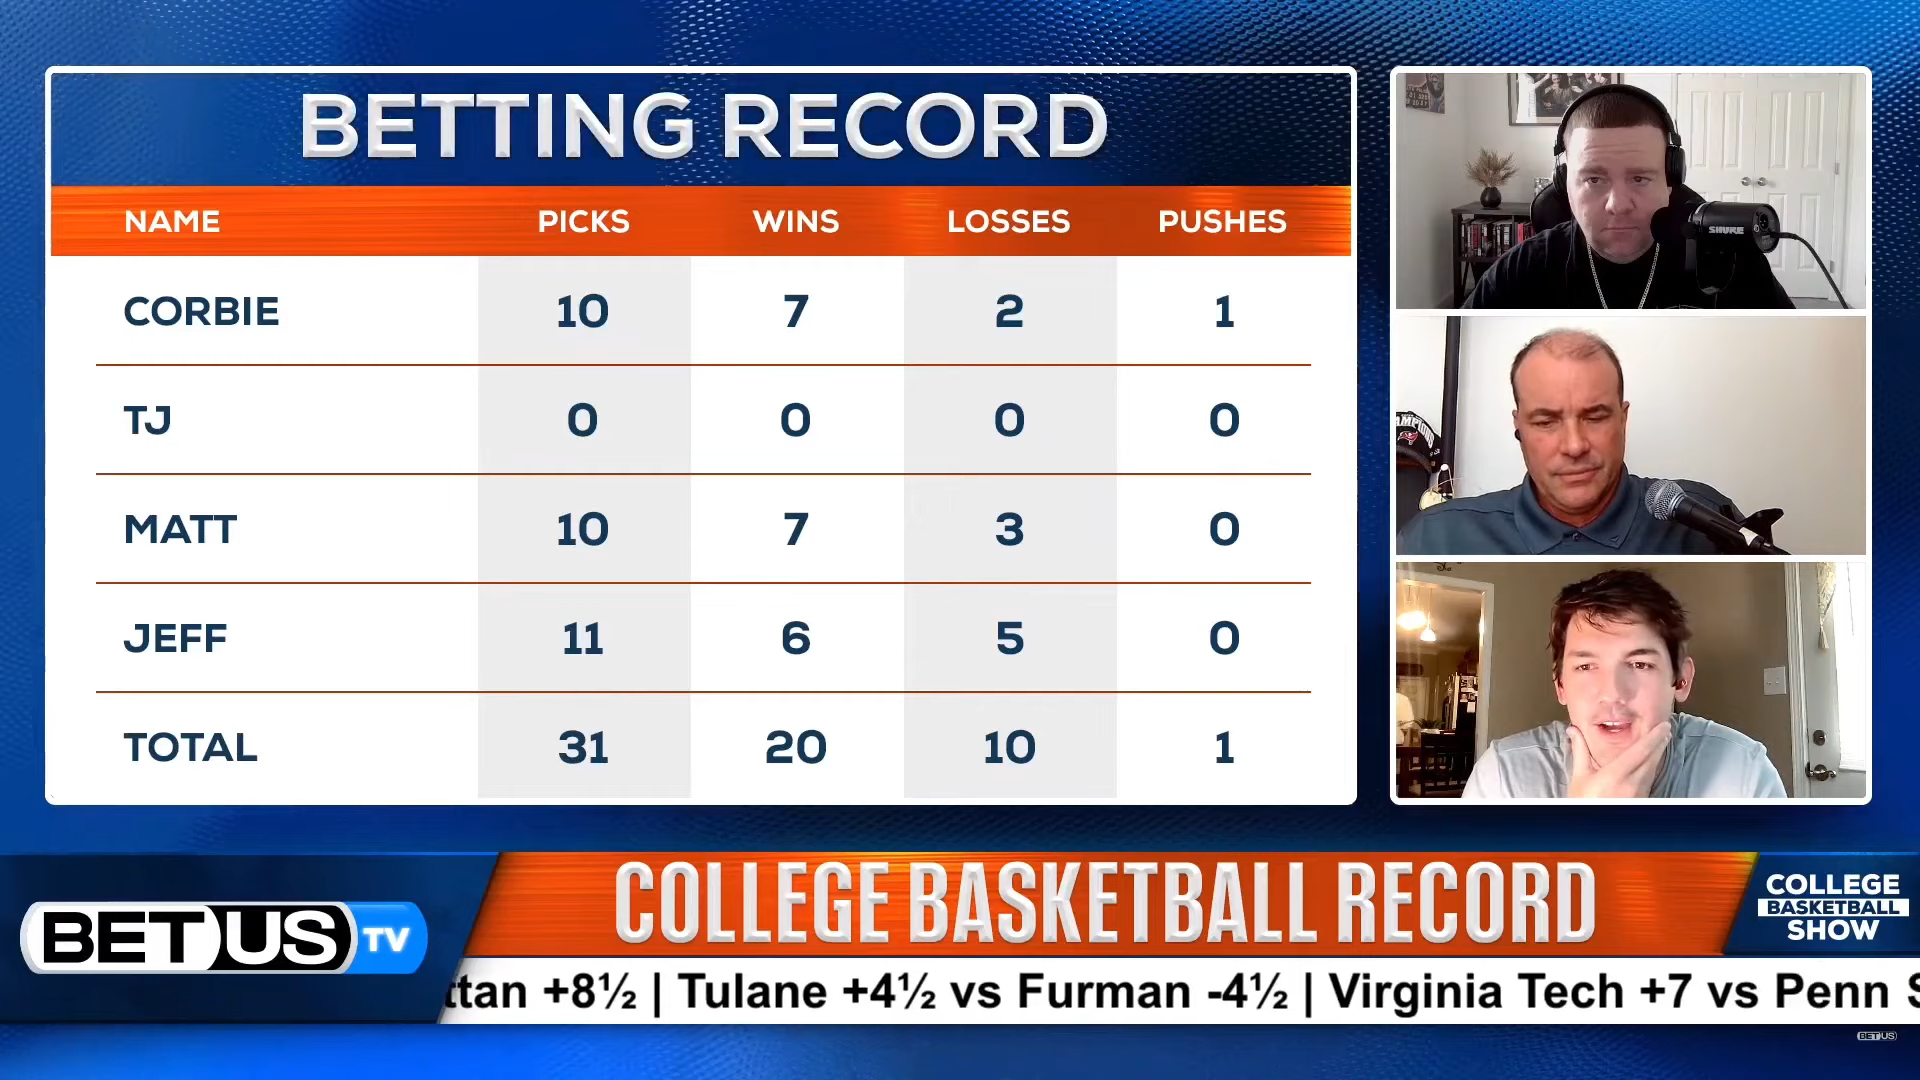 BETTING RECORD
NAME PICKS WINS LOSSES PUSHES
CORBIE 10 7 2 1
TJ 0 0 0 0
MATT 10 7 3 0
JEFF 11 6 5 0
TOTAL 31 20 10 1
SHURE
COLLEGE BASKETBALL RECORD
BET US TV
COLLEGE
BASKETBALL
SHOW
ttan +8½ | Tulane +4½ vs Furman -4½ | Virginia Tech +7 vs Penn S
BETUS